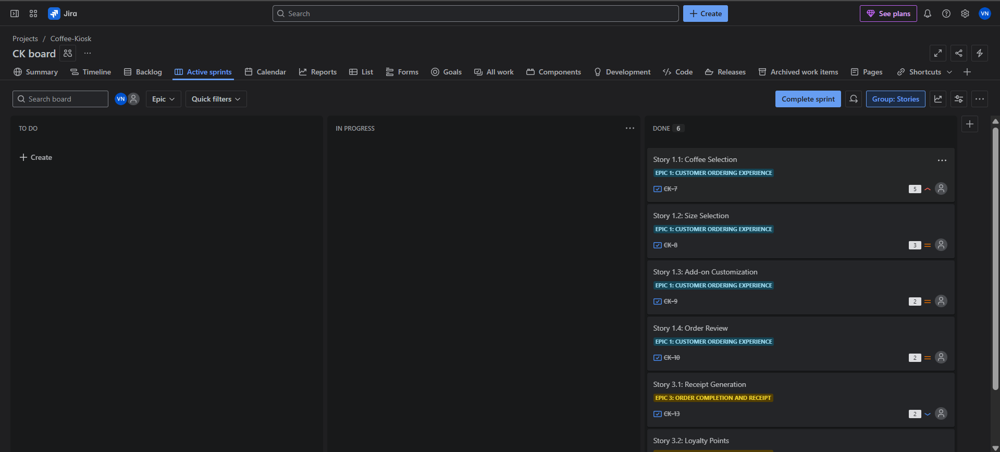 Jira
Search
Create
See plans
VN
Projects / Coffee-Kiosk
CK board
Summary
Timeline
Backlog
Active sprints
Calendar
Reports
List
Forms
Goals
All work
Components
Development
Code
Releases
Archived work items
Pages
Shortcuts
Search board
VN
Epic
Quick filters
Complete sprint
Group: Stories
TO DO
Create
IN PROGRESS
DONE 6
Story 1.1: Coffee Selection
EPIC 1: CUSTOMER ORDERING EXPERIENCE
CK-7 5
Story 1.2: Size Selection
EPIC 1: CUSTOMER ORDERING EXPERIENCE
CK-8 3
Story 1.3: Add-on Customization
EPIC 1: CUSTOMER ORDERING EXPERIENCE
CK-9 2
Story 1.4: Order Review
EPIC 1: CUSTOMER ORDERING EXPERIENCE
CK-10 2
Story 3.1: Receipt Generation
EPIC 3: ORDER COMPLETION AND RECEIPT
CK-13 2
Story 3.2: Loyalty Points